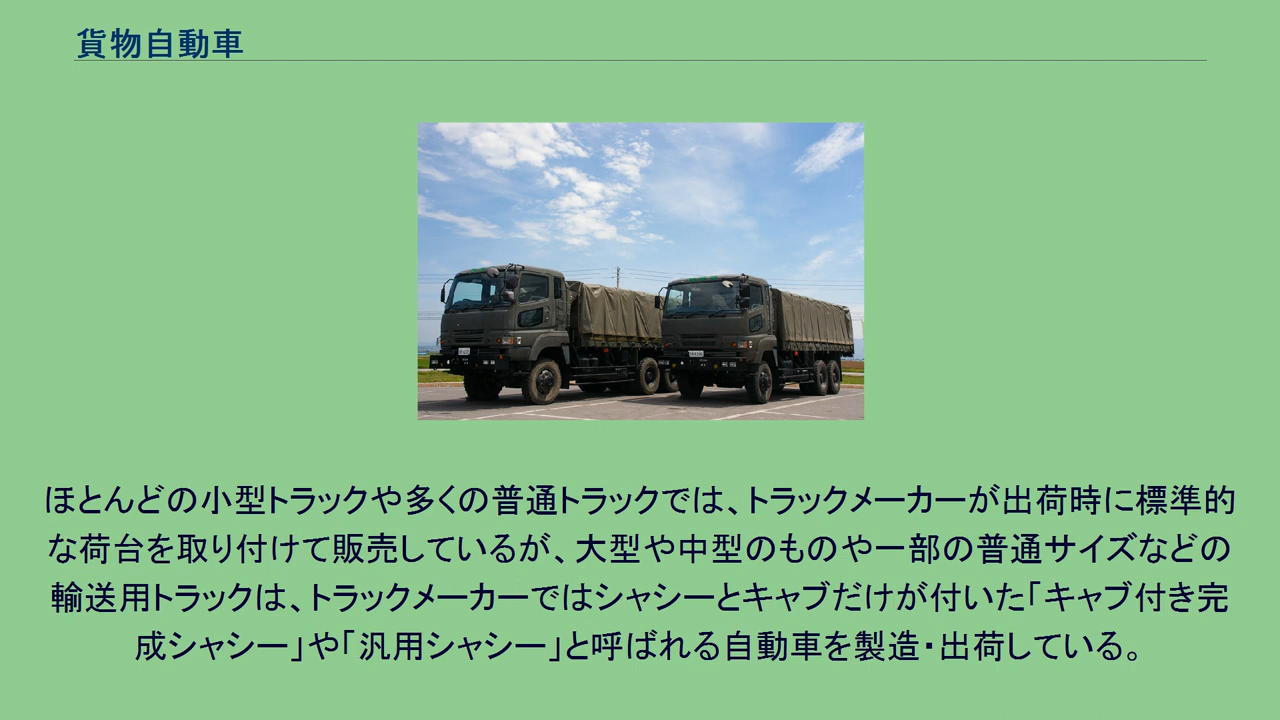 貨物自動車
ほとんどの小型トラックや多くの普通トラックでは、トラックメーカーが出荷時に標準的
な荷台を取り付けて販売しているが、大型や中型のものや一部の普通サイズなどの
輸送用トラックは、トラックメーカーではシャシーとキャブだけが付いた「キャブ付き完
成シャシー」や「汎用シャシー」と呼ばれる自動車を製造・出荷している。